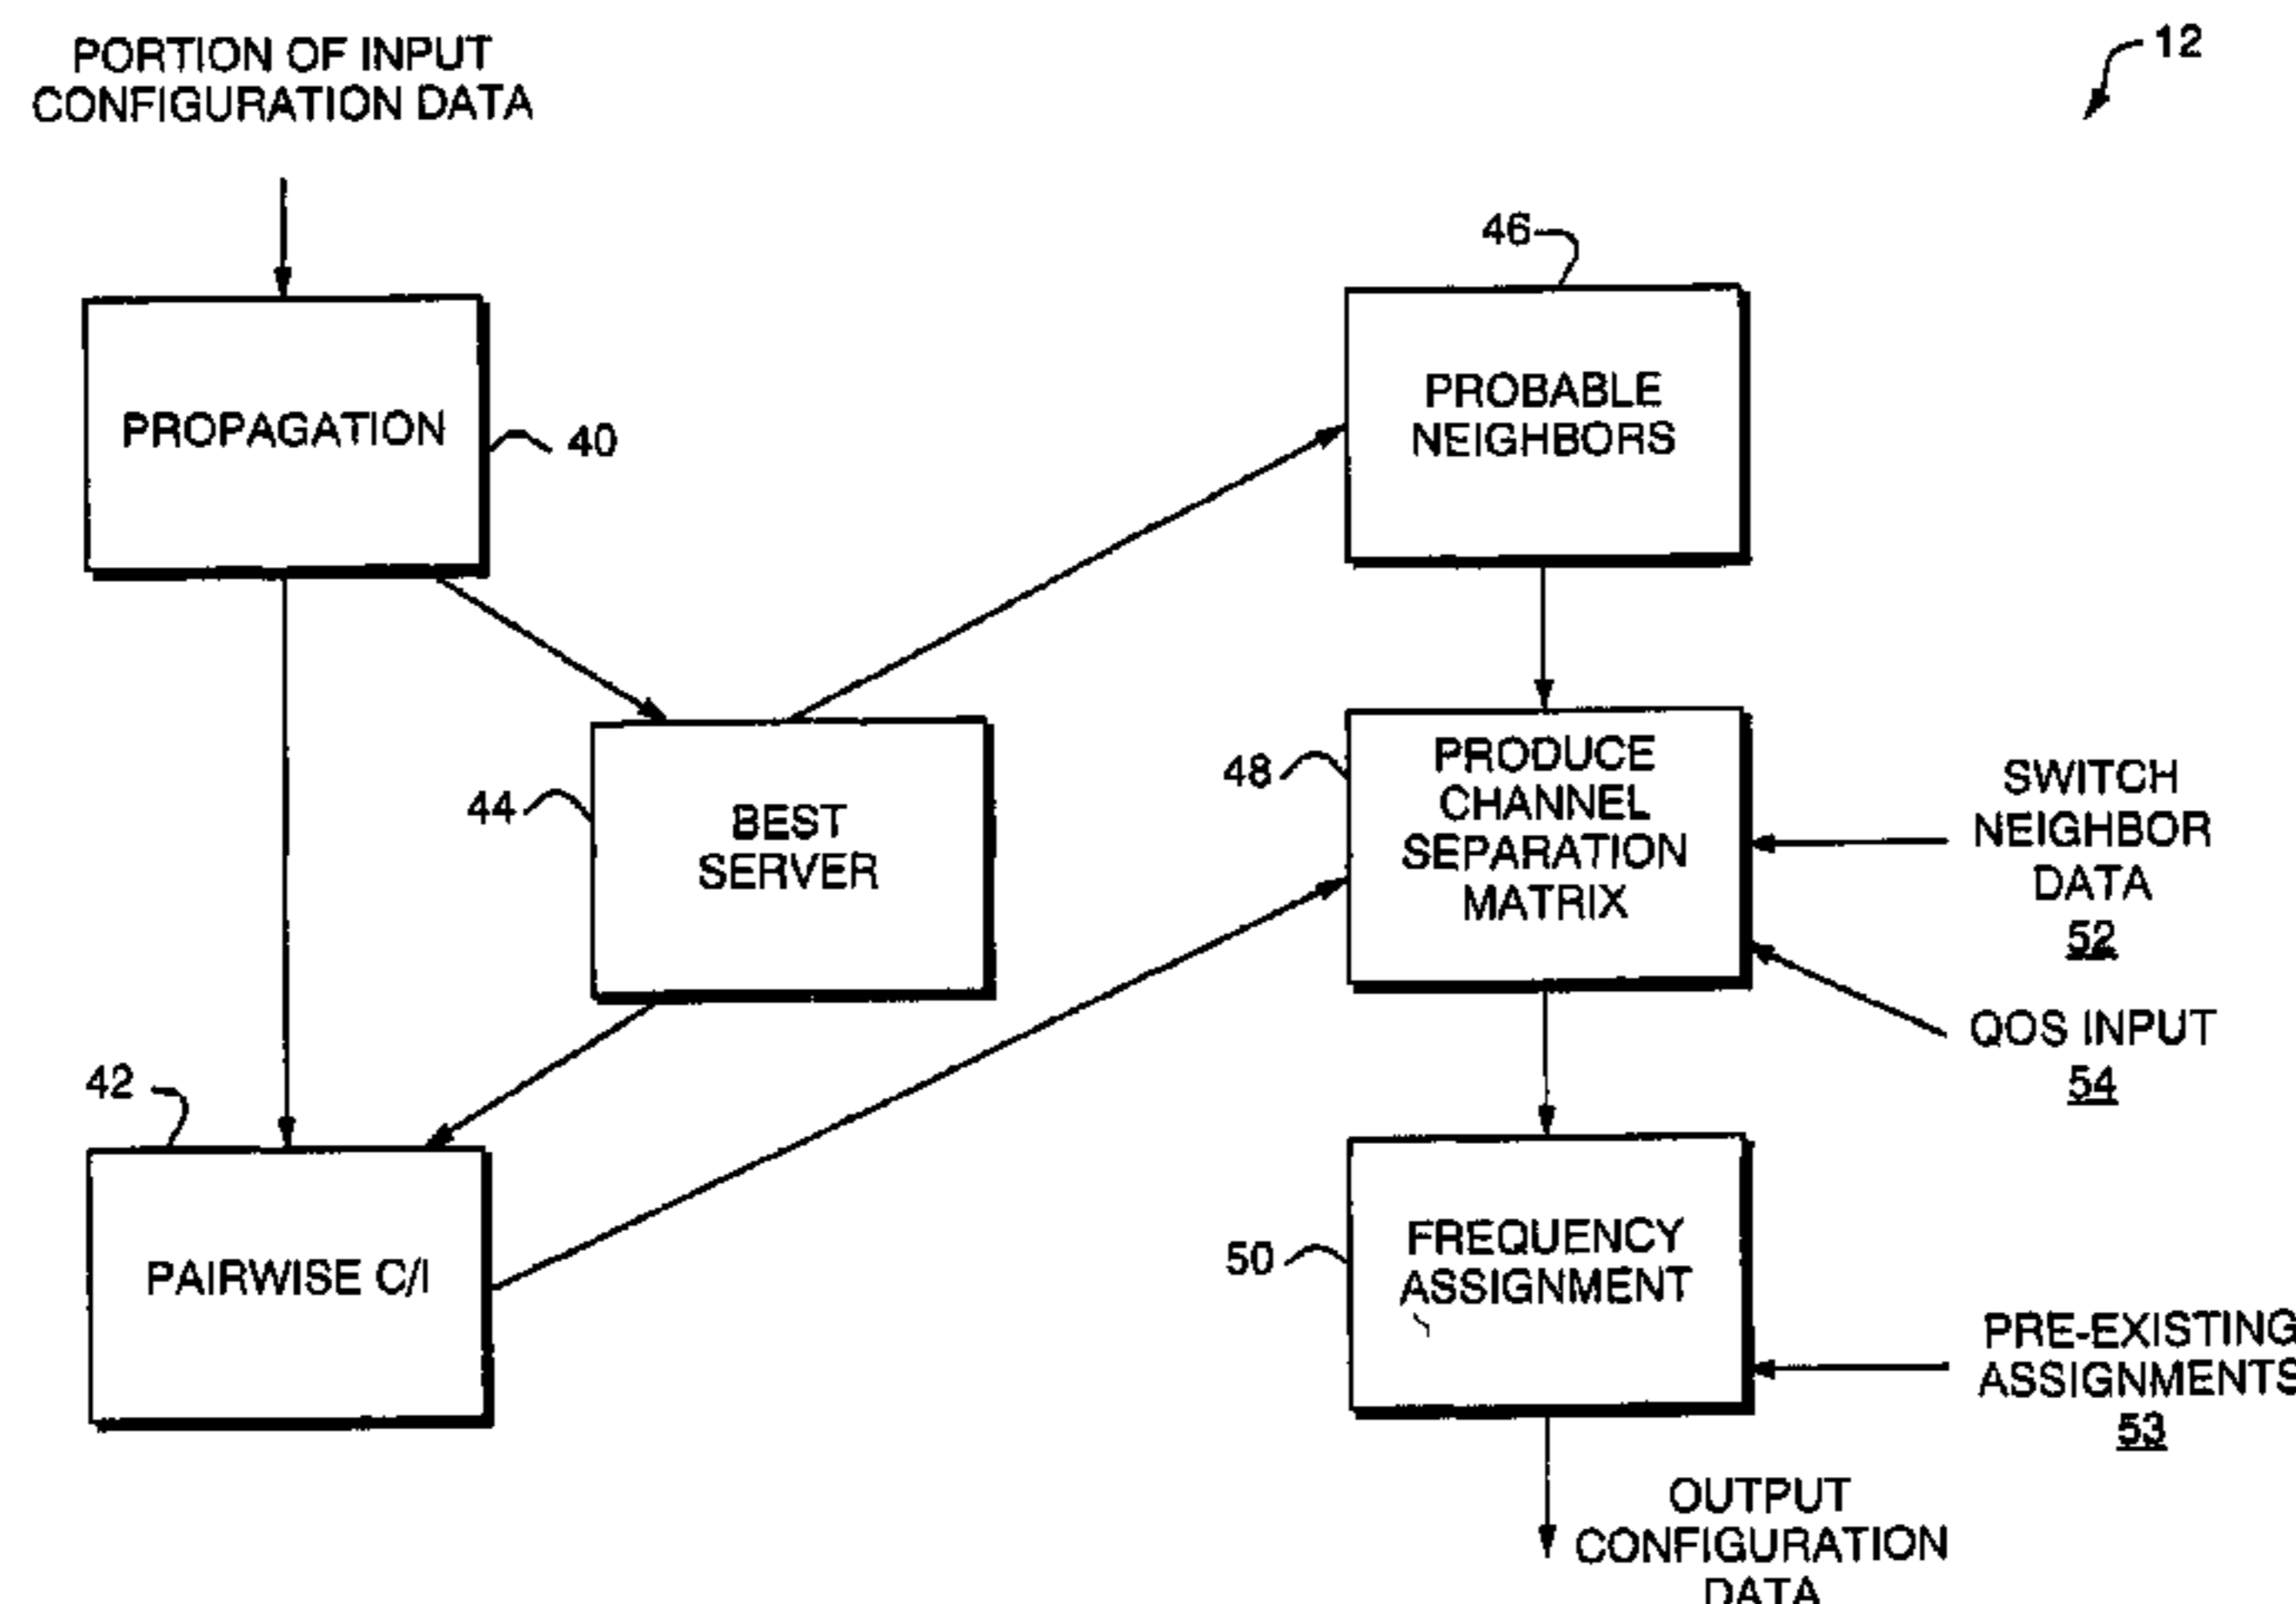 PORTION OF INPUT
CONFIGURATION DATA
12
PROPAGATION
40
46
PROBABLE
NEIGHBORS
44
BEST
SERVER
48
PRODUCE
CHANNEL
SEPARATION
MATRIX
SWITCH
NEIGHBOR
DATA
52
QOS INPUT
54
42
PAIRWISE C/I
50
FREQUENCY
ASSIGNMENT
PRE-EXISTING
ASSIGNMENTS
53
OUTPUT
CONFIGURATION
DATA